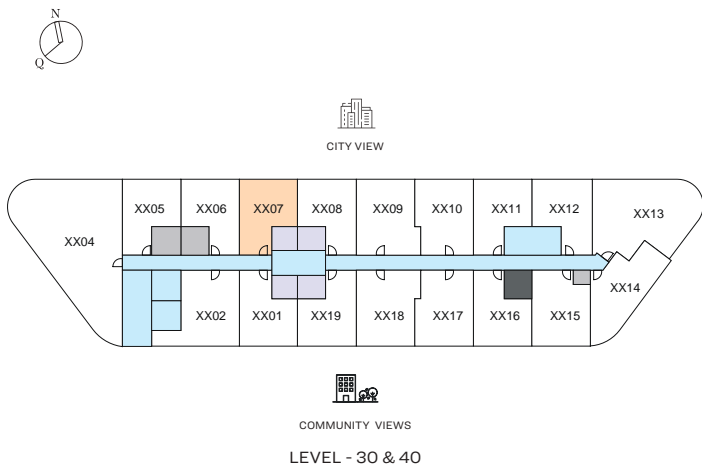 N
Q
CITY VIEW
XX05 XX06 XX07 XX08 XX09 XX10 XX11 XX12 XX13
XX04
XX14
XX02 XX01 XX19 XX18 XX17 XX16 XX15
COMMUNITY VIEWS
LEVEL - 30 & 40